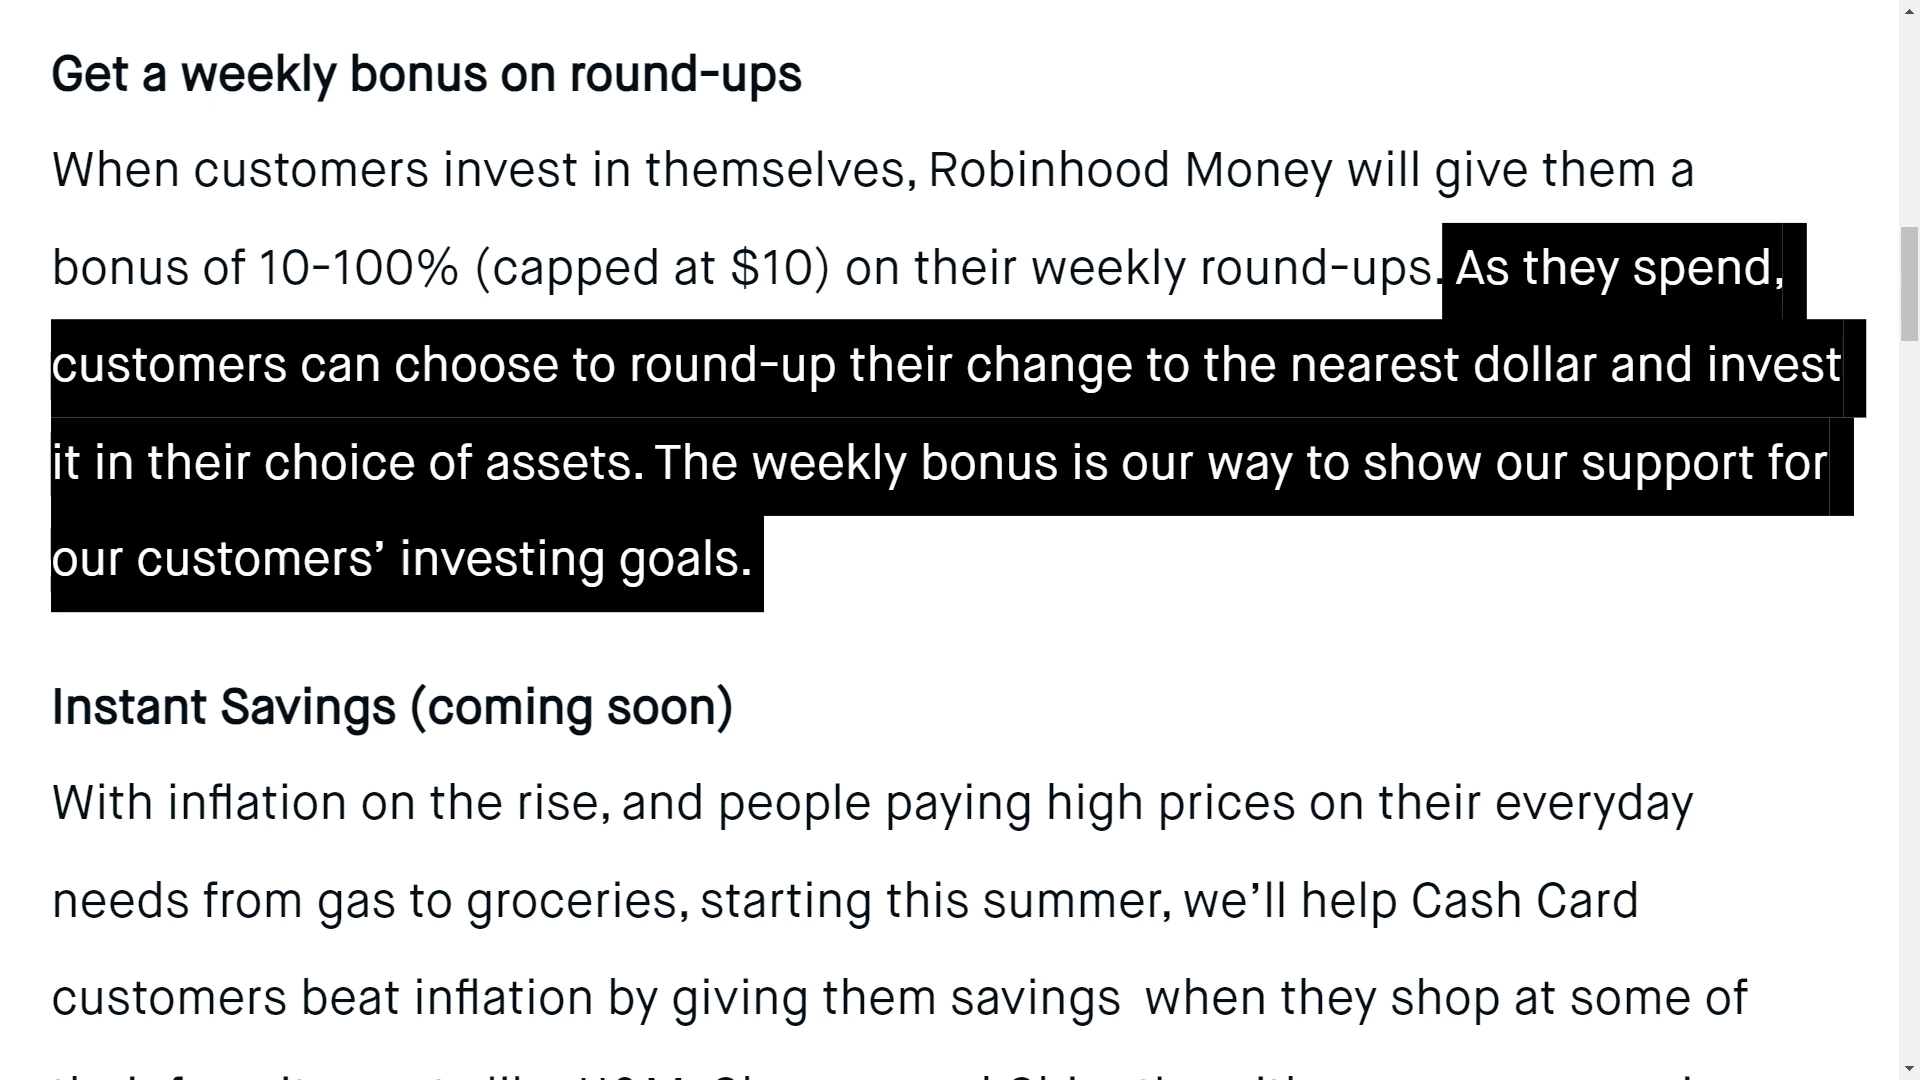 Get a weekly bonus on round-ups
When customers invest in themselves, Robinhood Money will give them a
bonus of 10-100% (capped at $10) on their weekly round-ups. As they spend,
customers can choose to round-up their change to the nearest dollar and invest
it in their choice of assets. The weekly bonus is our way to show our support for
our customers’ investing goals.
Instant Savings (coming soon)
With inflation on the rise, and people paying high prices on their everyday
needs from gas to groceries, starting this summer, we’ll help Cash Card
customers beat inflation by giving them savings  when they shop at some of